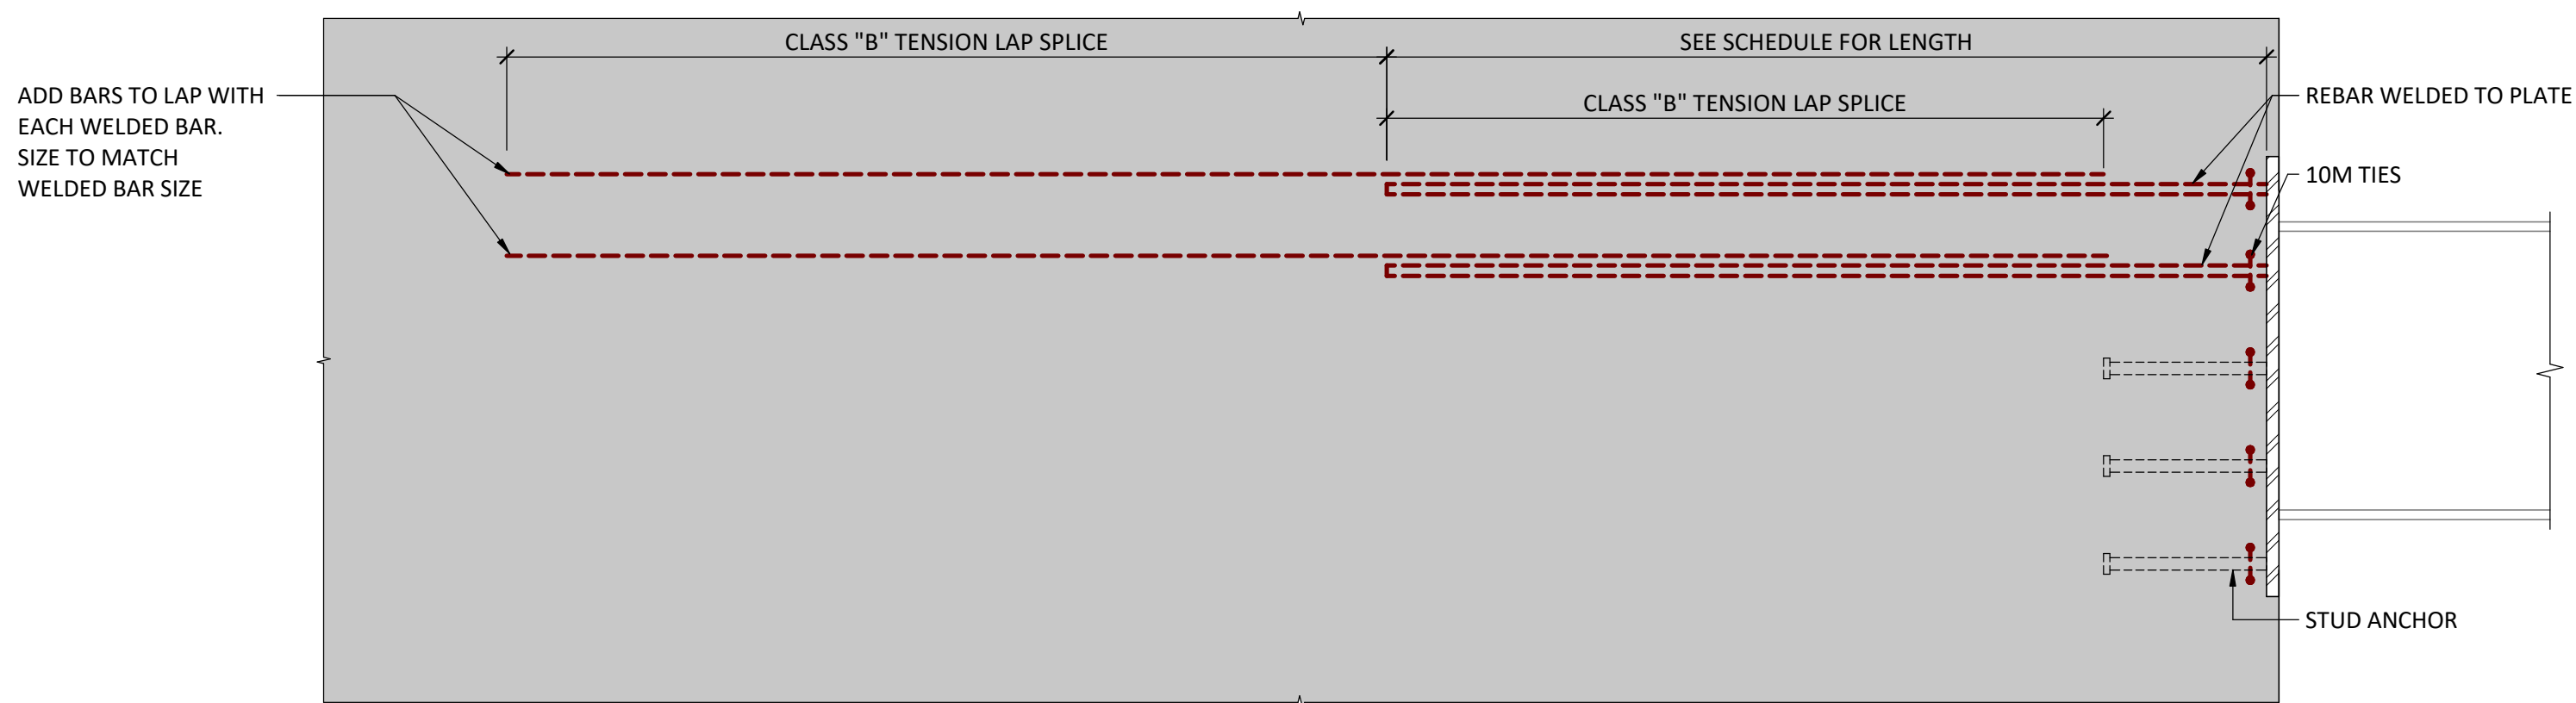 CLASS "B" TENSION LAP SPLICE
SEE SCHEDULE FOR LENGTH
CLASS "B" TENSION LAP SPLICE
ADD BARS TO LAP WITH
EACH WELDED BAR.
SIZE TO MATCH
WELDED BAR SIZE
REBAR WELDED TO PLATE
10M TIES
STUD ANCHOR